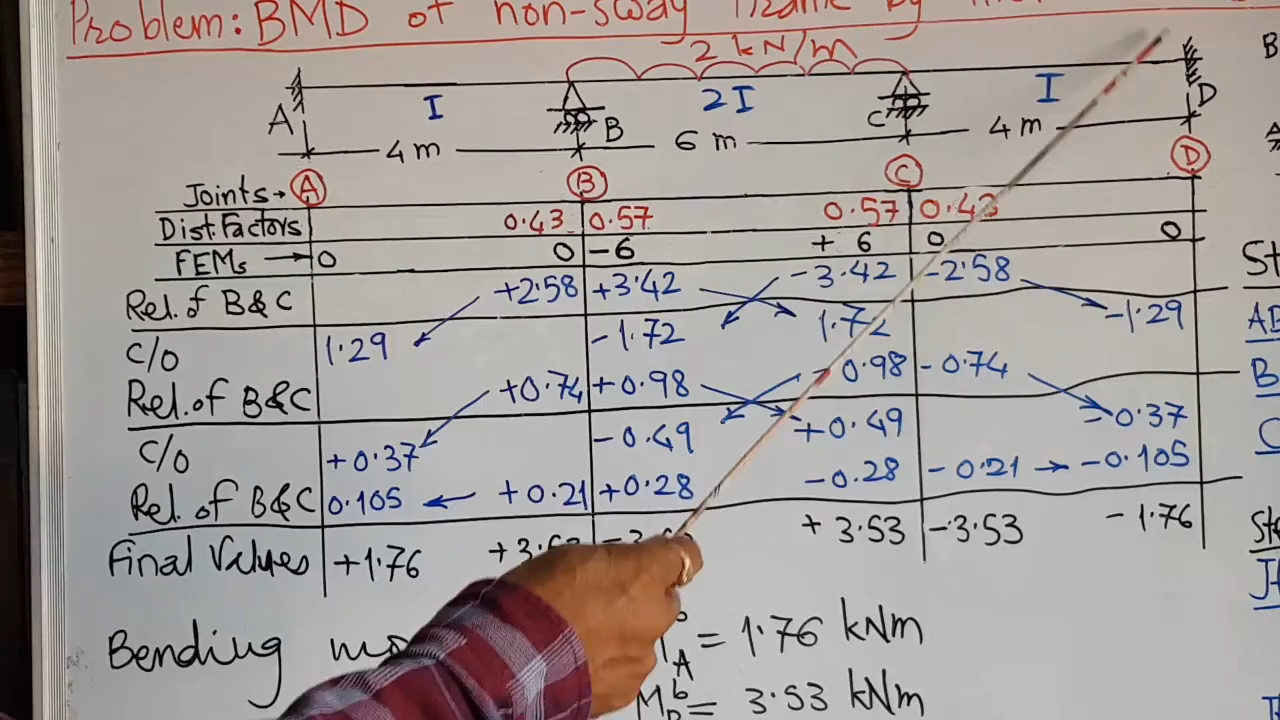 Problem: BMD of non-sway frame by
2 kN/m
A I B 2I C I D
4 m 6 m 4 m
Joints→ A B C D
Dist.Factors 0.43 0.57 0.57 0.43
FEMs → 0 0 -6 + 6 0 0
Rel. of B&C +2.58 +3.42 -3.42 -2.58
C/O 1.29 -1.72 1.72 -1.29
Rel. of B&C +0.74 +0.98 -0.98 -0.74
C/O +0.37 -0.49 +0.49 -0.37
Rel. of B&C 0.105 ← +0.21 +0.28 -0.28 -0.21 → -0.105
Final Values +1.76 + 3.53 -3.53 -1.76
Bending
A = 1.76 kNm
M b = 3.53 kNm
B
St
AB
B
C